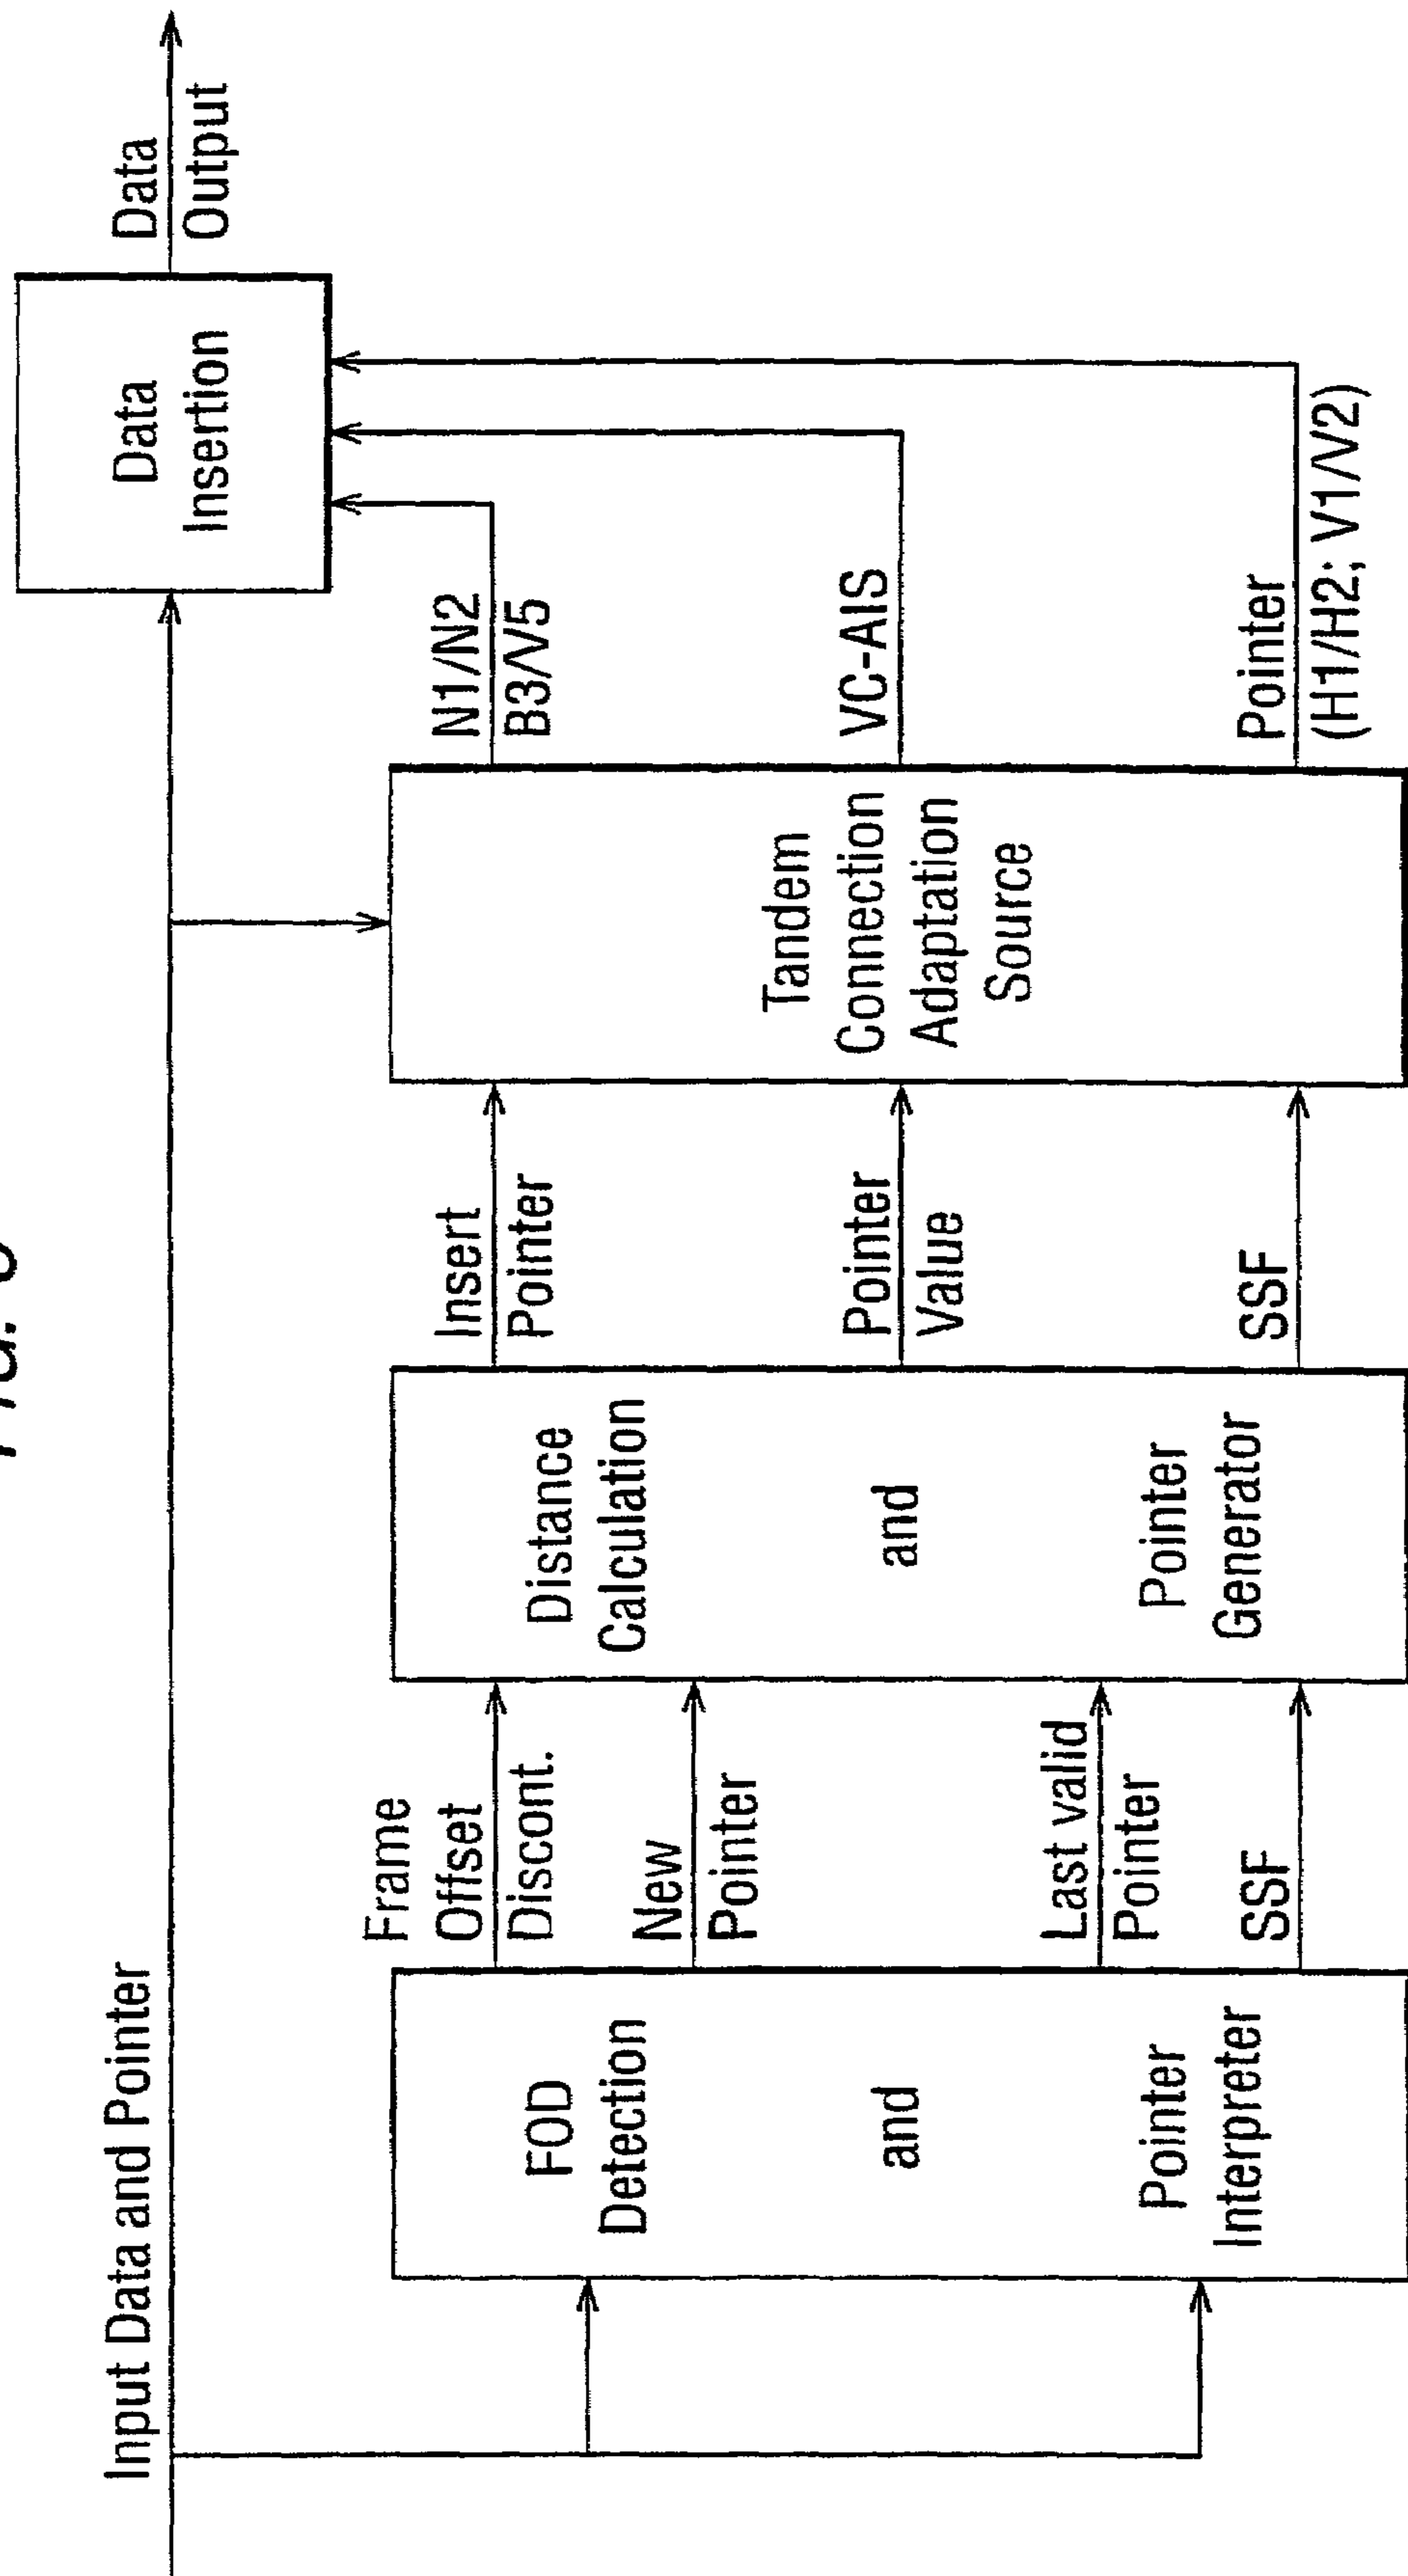 Input Data and Pointer
FOD
Detection
and
Pointer
Interpreter
Frame
Offset
Discont.
New
Pointer
Last valid
Pointer
SSF
Distance
Calculation
and
Pointer
Generator
Insert
Pointer
Pointer
Value
SSF
Tandem
Connection
Adaptation
Source
N1/N2
B3/V5
VC-AIS
Pointer
(H1/H2; V1/V2)
Data
Insertion
Data
Output